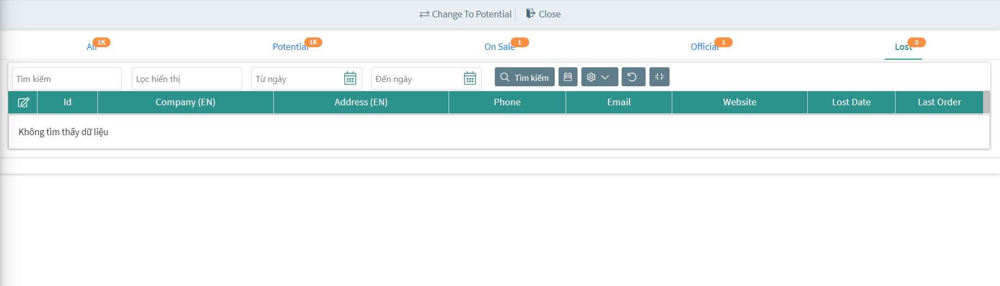 Change To Potential Close
All 1K Potential 1K On Sale 1 Official 1 Lost 0
Tìm kiếm Lọc hiển thị Từ ngày Đến ngày Tìm kiếm
Id Company (EN) Address (EN) Phone Email Website Lost Date Last Order
Không tìm thấy dữ liệu